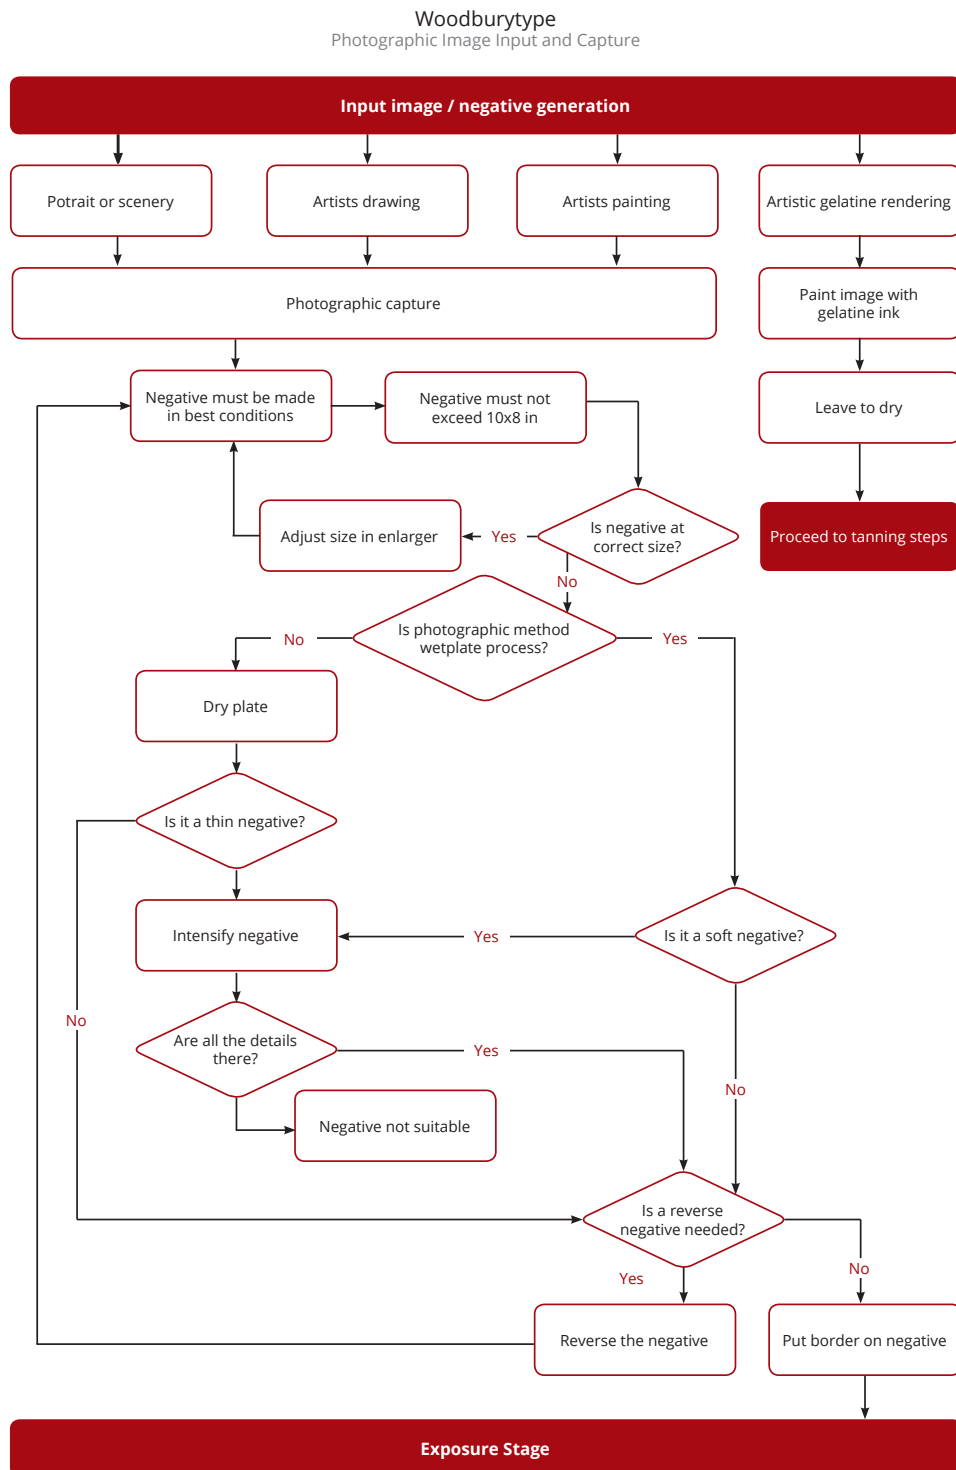 Woodburytype
Photographic Image Input and Capture
Input image / negative generation
Potrait or scenery
Artists drawing
Artists painting
Artistic gelatine rendering
Photographic capture
Paint image with
gelatine ink
Negative must be made
in best conditions
Negative must not
exceed 10x8 in
Leave to dry
Adjust size in enlarger
Yes
Is negative at
correct size?
Proceed to tanning steps
No
Is photographic method
wetplate process?
No
Yes
Dry plate
Is it a thin negative?
Intensify negative
Yes
Is it a soft negative?
No
Are all the details
there?
Yes
No
Negative not suitable
Is a reverse
negative needed?
Yes
No
Reverse the negative
Put border on negative
Exposure Stage